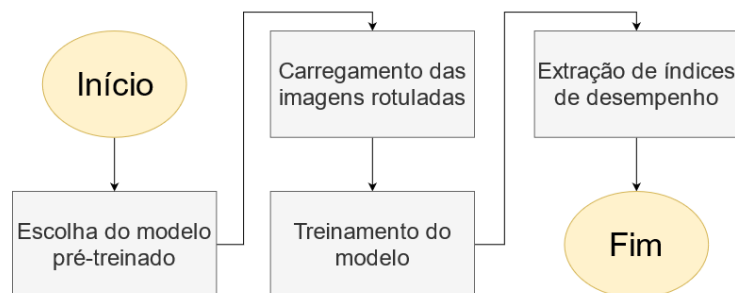 Início
Escolha do modelo
pré-treinado
Carregamento das
imagens rotuladas
Treinamento do
modelo
Extração de índices
de desempenho
Fim